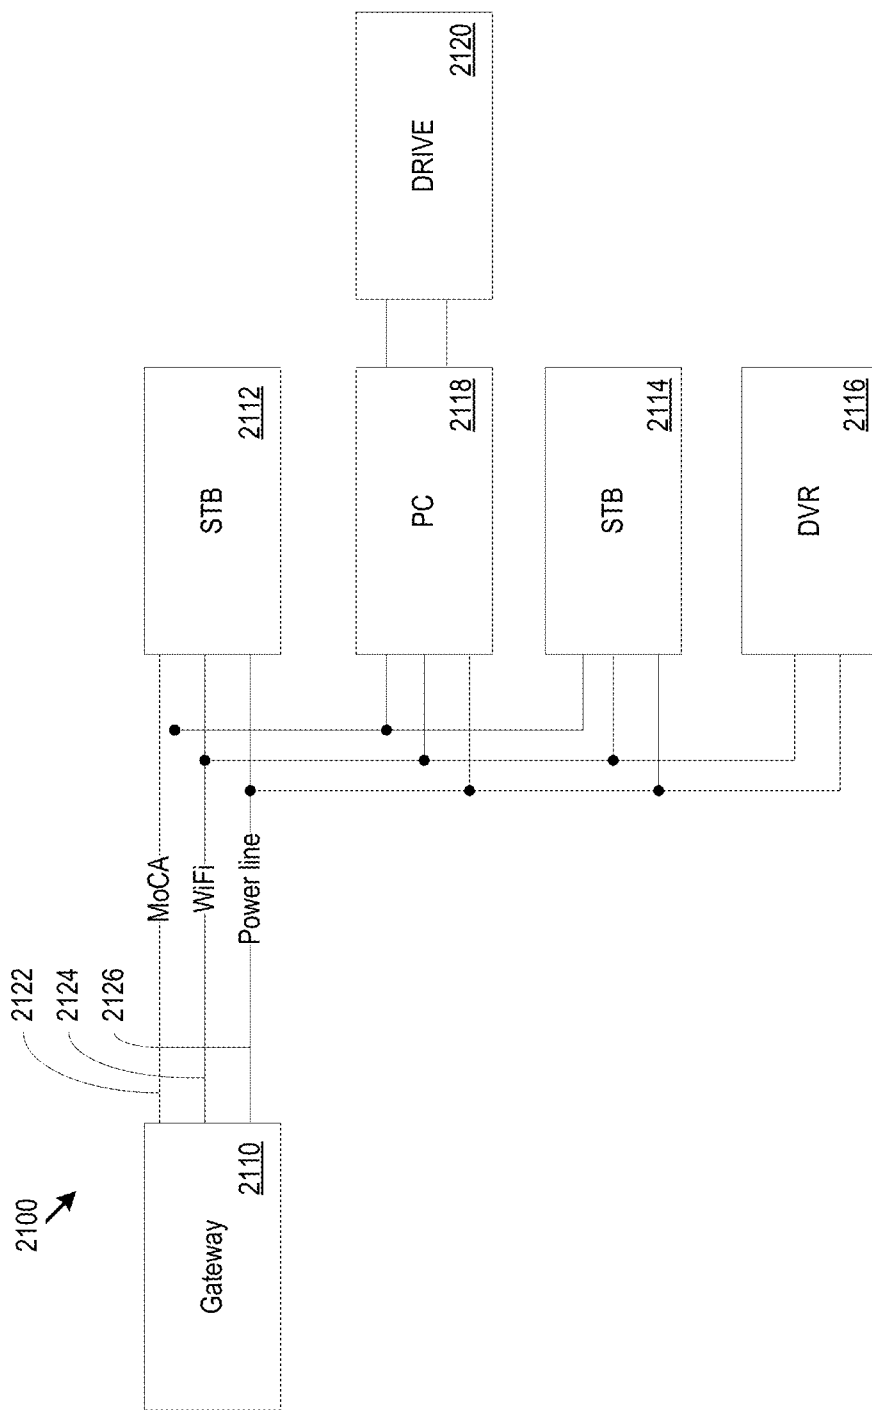 2100
Gateway
2110
2122
2124
2126
MoCA
WiFi
Power line
STB
2112
PC
2118
STB
2114
DVR
2116
DRIVE
2120